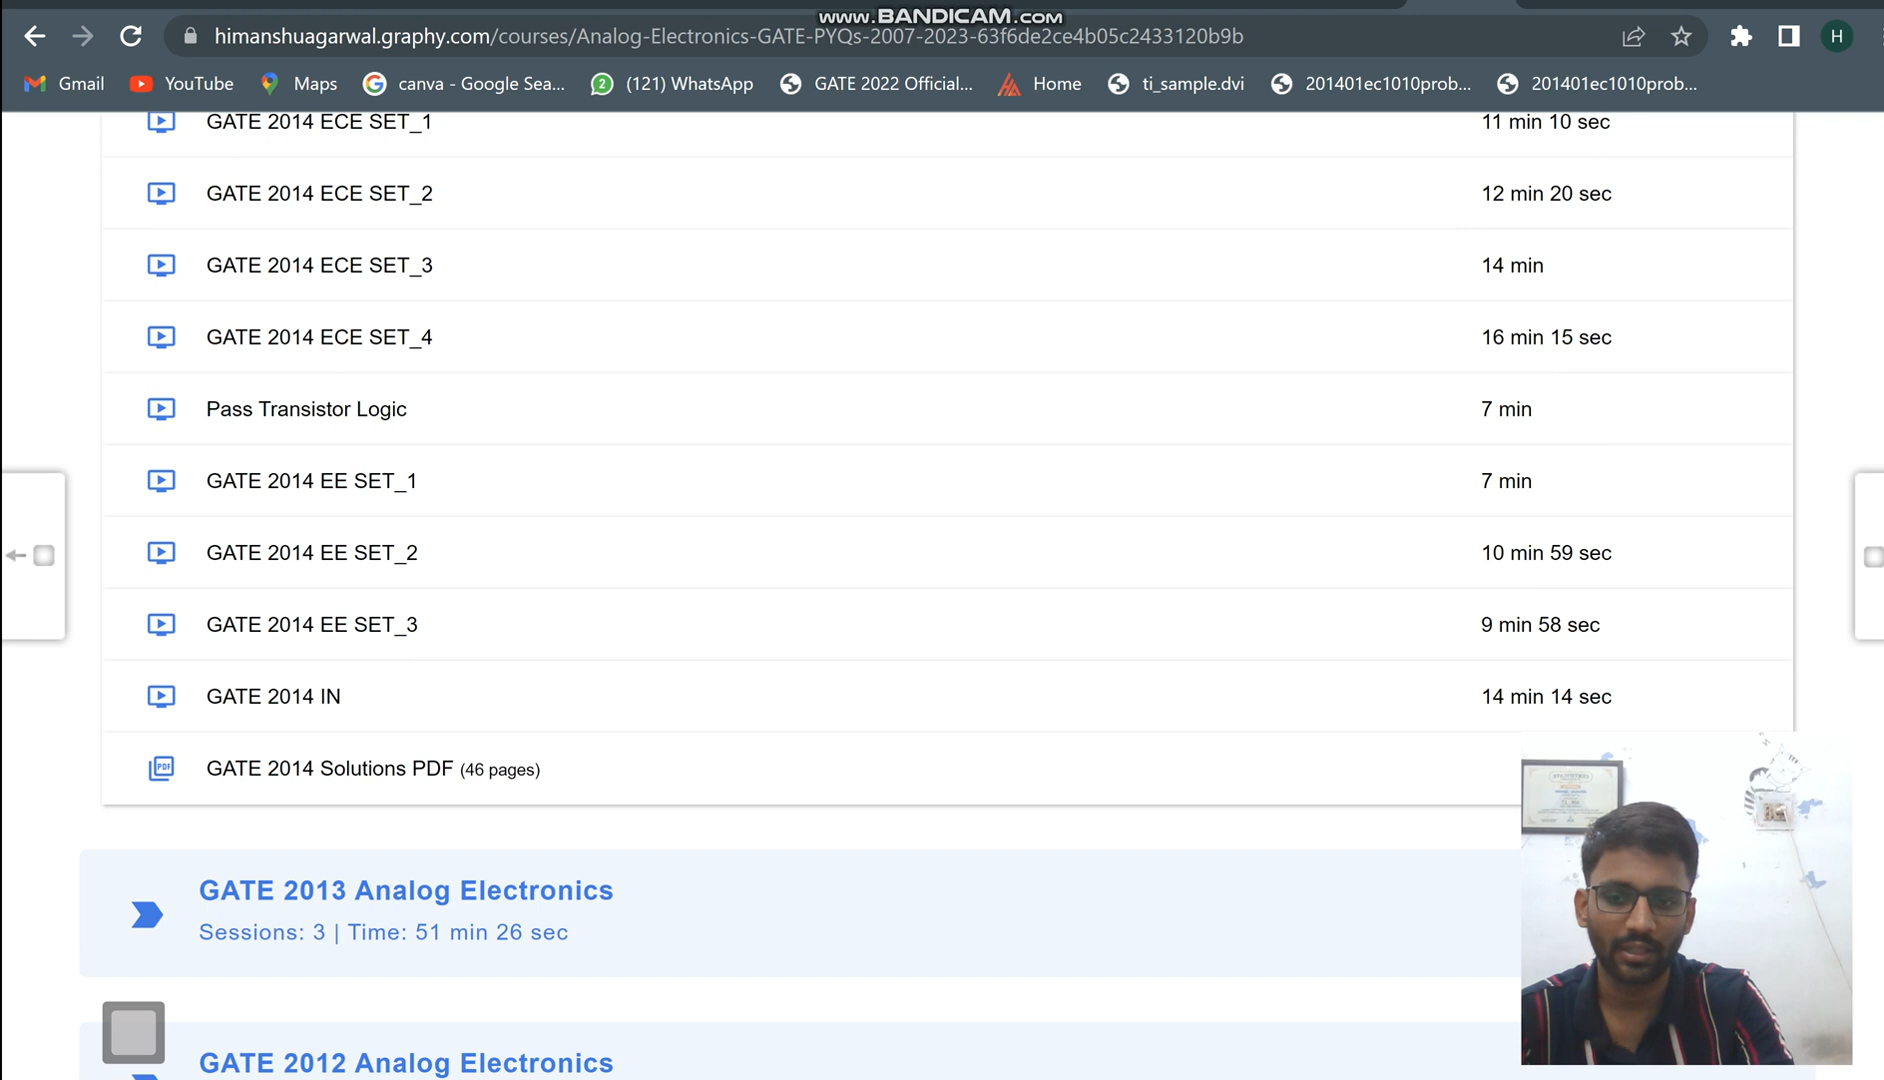 www.BANDICAM.com
himanshuagarwal.graphy.com/courses/Analog-Electronics-GATE-PYQs-2007-2023-63f6de2ce4b05c2433120b9b
H
Gmail YouTube Maps canva - Google Sea... 2 (121) WhatsApp GATE 2022 Official... Home ti_sample.dvi 201401ec1010prob... 201401ec1010prob...
GATE 2014 ECE SET_1 11 min 10 sec
GATE 2014 ECE SET_2 12 min 20 sec
GATE 2014 ECE SET_3 14 min
GATE 2014 ECE SET_4 16 min 15 sec
Pass Transistor Logic 7 min
GATE 2014 EE SET_1 7 min
GATE 2014 EE SET_2 10 min 59 sec
GATE 2014 EE SET_3 9 min 58 sec
GATE 2014 IN 14 min 14 sec
PDF GATE 2014 Solutions PDF (46 pages)
GATE 2013 Analog Electronics
Sessions: 3 | Time: 51 min 26 sec
GATE 2012 Analog Electronics